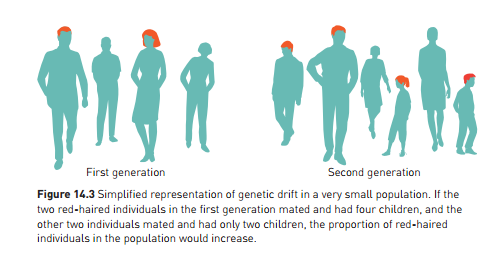 First generation
Second generation
Figure 14.3 Simplified representation of genetic drift in a very small population. If the
two red-haired individuals in the first generation mated and had four children, and the
other two individuals mated and had only two children, the proportion of red-haired
individuals in the population would increase.